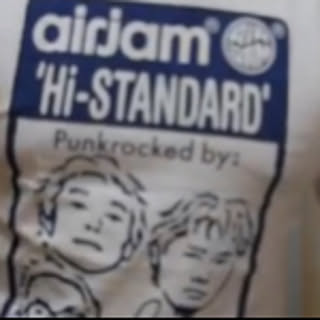 airjam
'Hi-STANDARD'
Punkrocked by: